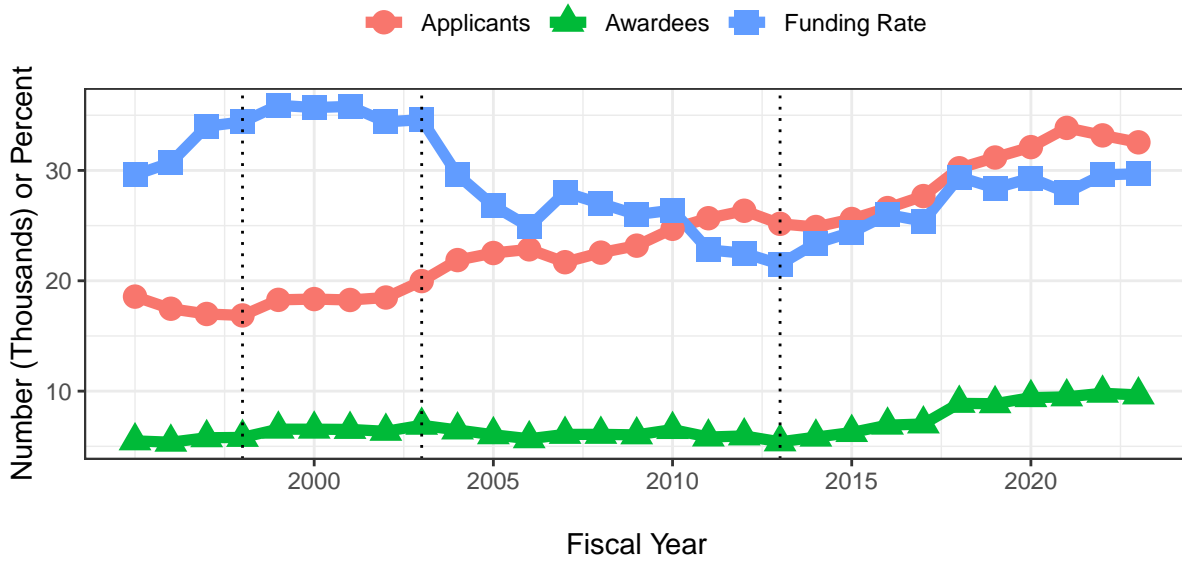 Applicants Awardees Funding Rate
Number (Thousands) or Percent
30
20
10
2000 2005 2010 2015 2020
Fiscal Year